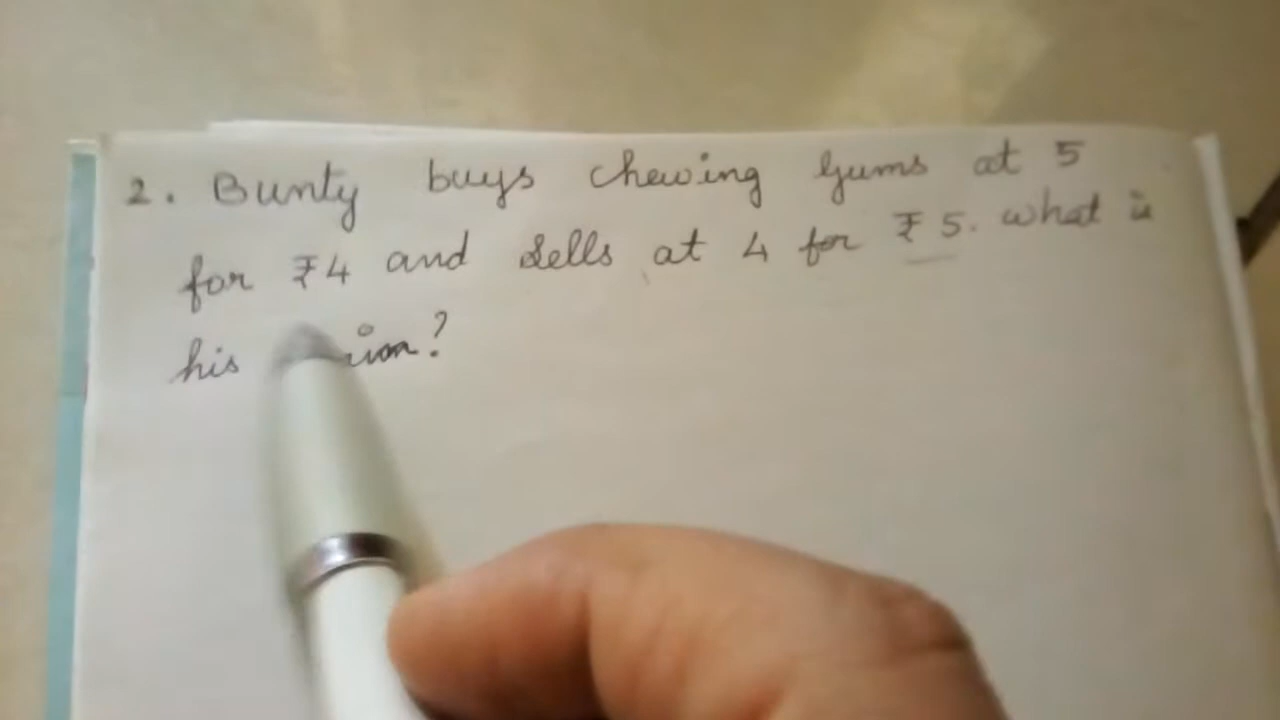 2. Bunty buys chewing gums at 5
for ₹4 and sells at 4 for ₹5. what is
his